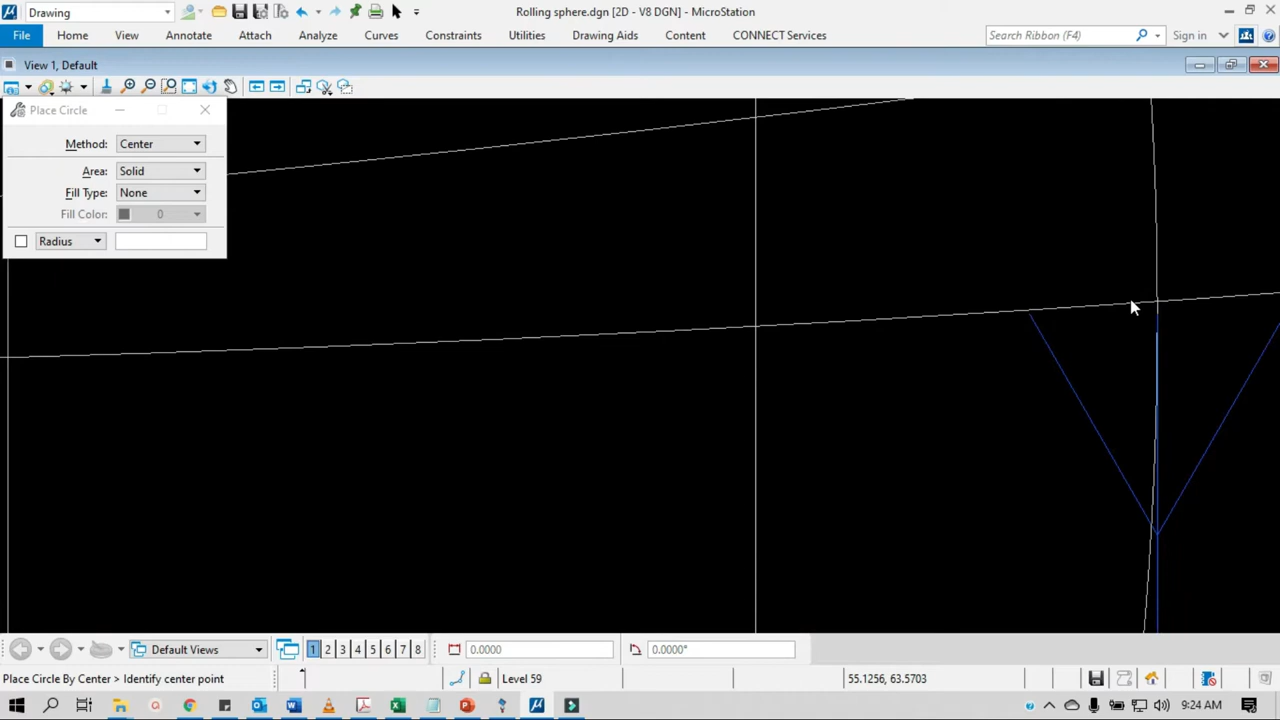 Drawing
Rolling sphere.dgn [2D - V8 DGN] - MicroStation
File Home View Annotate Attach Analyze Curves Constraints Utilities Drawing Aids Content CONNECT Services Search Ribbon (F4) Sign in
View 1, Default
Place Circle
Method: Center
Area: Solid
Fill Type: None
Fill Color: 0
Radius
Default Views 1 2 3 4 5 6 7 8 0.0000 0.0000°
Place Circle By Center > Identify center point Level 59 55.1256, 63.5703
9:24 AM